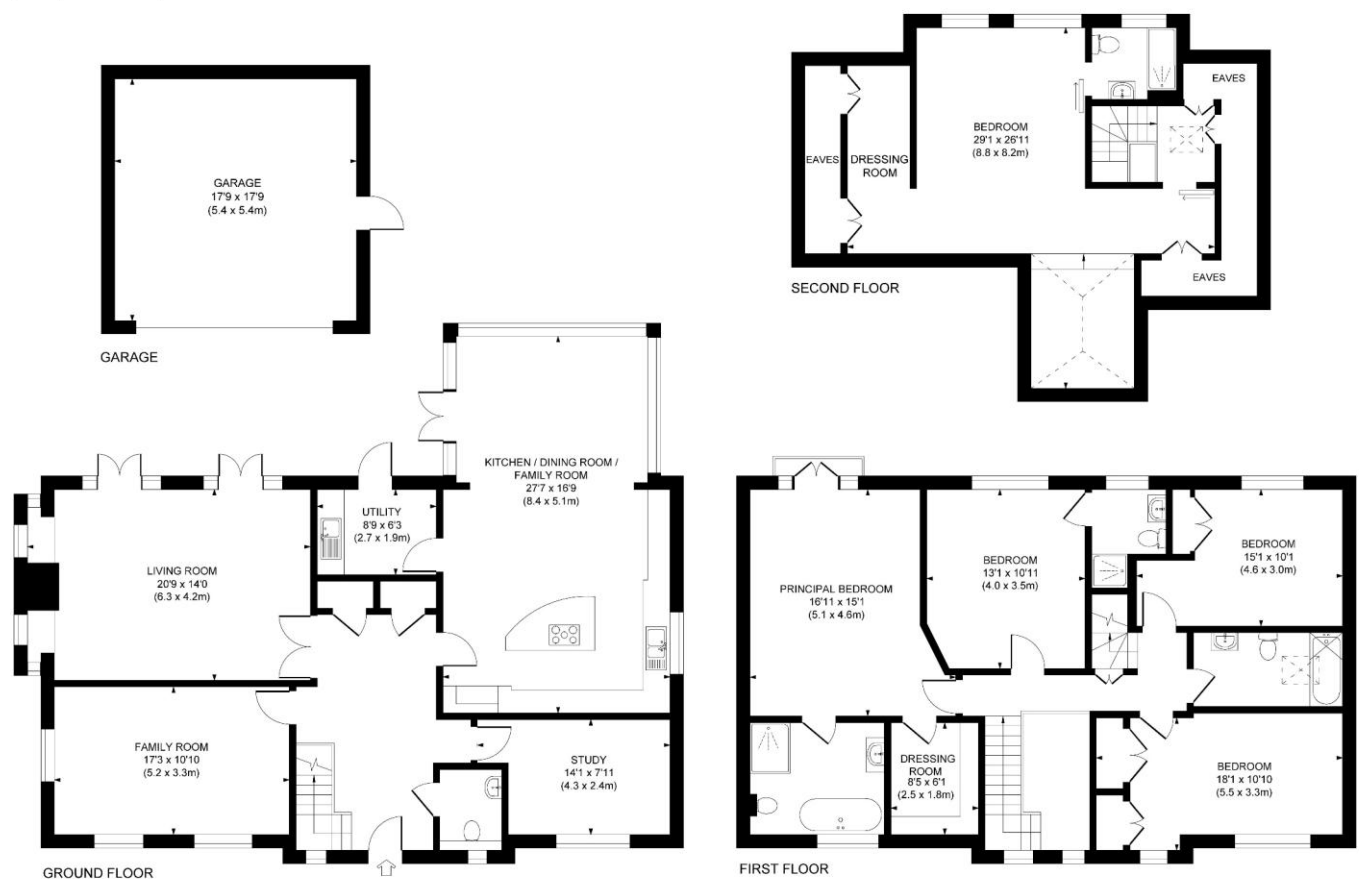 GARAGE
17'9 x 17'9
(5.4 x 5.4m)
GARAGE
BEDROOM
29'1 x 26'11
(8.8 x 8.2m)
EAVES
DRESSING
ROOM
EAVES
EAVES
SECOND FLOOR
KITCHEN / DINING ROOM /
FAMILY ROOM
27'7 x 16'9
(8.4 x 5.1m)
UTILITY
8'9 x 6'3
(2.7 x 1.9m)
LIVING ROOM
20'9 x 14'0
(6.3 x 4.2m)
FAMILY ROOM
17'3 x 10'10
(5.2 x 3.3m)
STUDY
14'1 x 7'11
(4.3 x 2.4m)
GROUND FLOOR
PRINCIPAL BEDROOM
16'11 x 15'1
(5.1 x 4.6m)
BEDROOM
13'1 x 10'11
(4.0 x 3.5m)
BEDROOM
15'1 x 10'1
(4.6 x 3.0m)
DRESSING
ROOM
8'5 x 6'1
(2.5 x 1.8m)
BEDROOM
18'1 x 10'10
(5.5 x 3.3m)
FIRST FLOOR